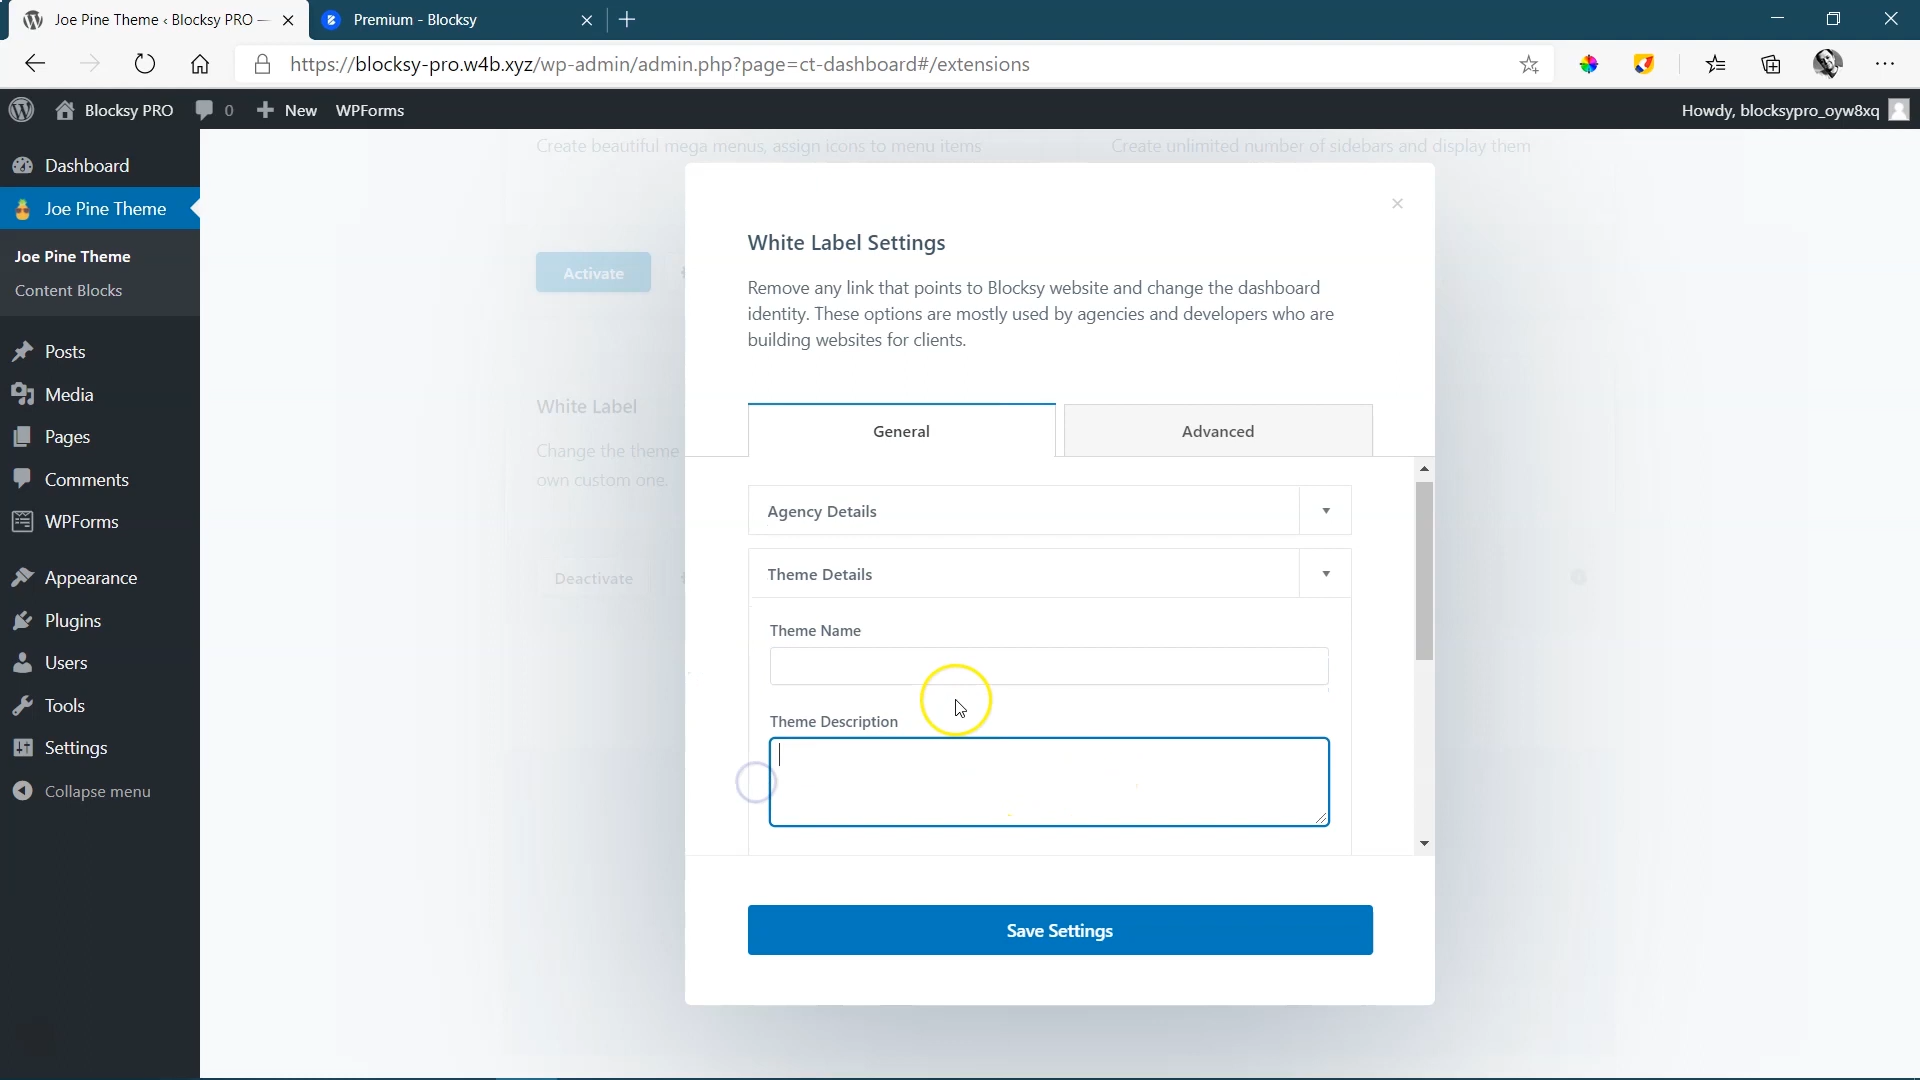 Joe Pine Theme ‹ Blocksy PRO —
Premium - Blocksy
https://blocksy-pro.w4b.xyz/wp-admin/admin.php?page=ct-dashboard#/extensions
Blocksy PRO
0
New
WPForms
Howdy, blocksypro_oyw8xq
Dashboard
Joe Pine Theme
Joe Pine Theme
Content Blocks
Posts
Media
Pages
Comments
WPForms
Appearance
Plugins
Users
Tools
Settings
Collapse menu
Create beautiful mega menus, assign icons to menu items
Create unlimited number of sidebars and display them
Activate
White Label
Change the theme
own custom one.
Deactivate
White Label Settings
Remove any link that points to Blocksy website and change the dashboard
identity. These options are mostly used by agencies and developers who are
building websites for clients.
General
Advanced
Agency Details
Theme Details
Theme Name
Theme Description
Save Settings